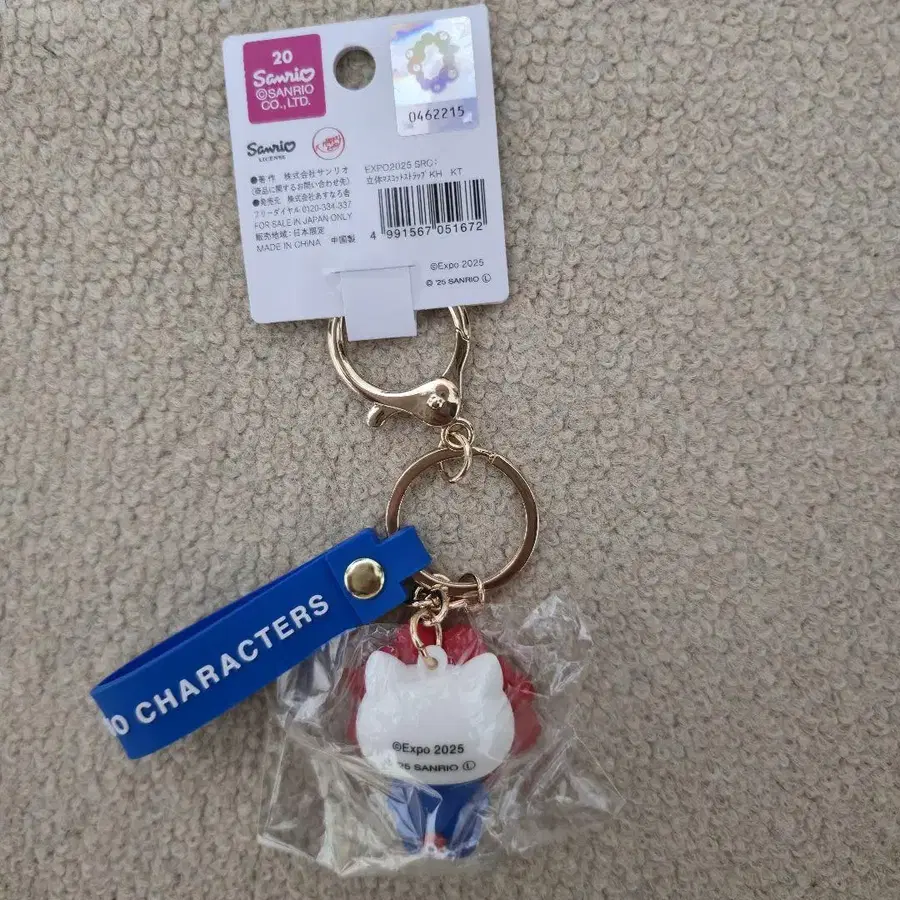 20
Sanrio
©SANRIO
CO., LTD.
0462215
Sanrio
LICENSE
●著作 株式会社サンリオ
(商品に関するお問い合わせ先)
●発売元 株式会社あすなろ舎
フリーダイヤル 0120-334-337
FOR SALE IN JAPAN ONLY
販売地域:日本限定
MADE IN CHINA 中国製
EXPO2025 SRC:
立体マスコットストラップ KH KT
4 991567 051672
©Expo 2025
© '25 SANRIO Ⓛ
O CHARACTERS
©Expo 2025
25 SANRIO Ⓛ